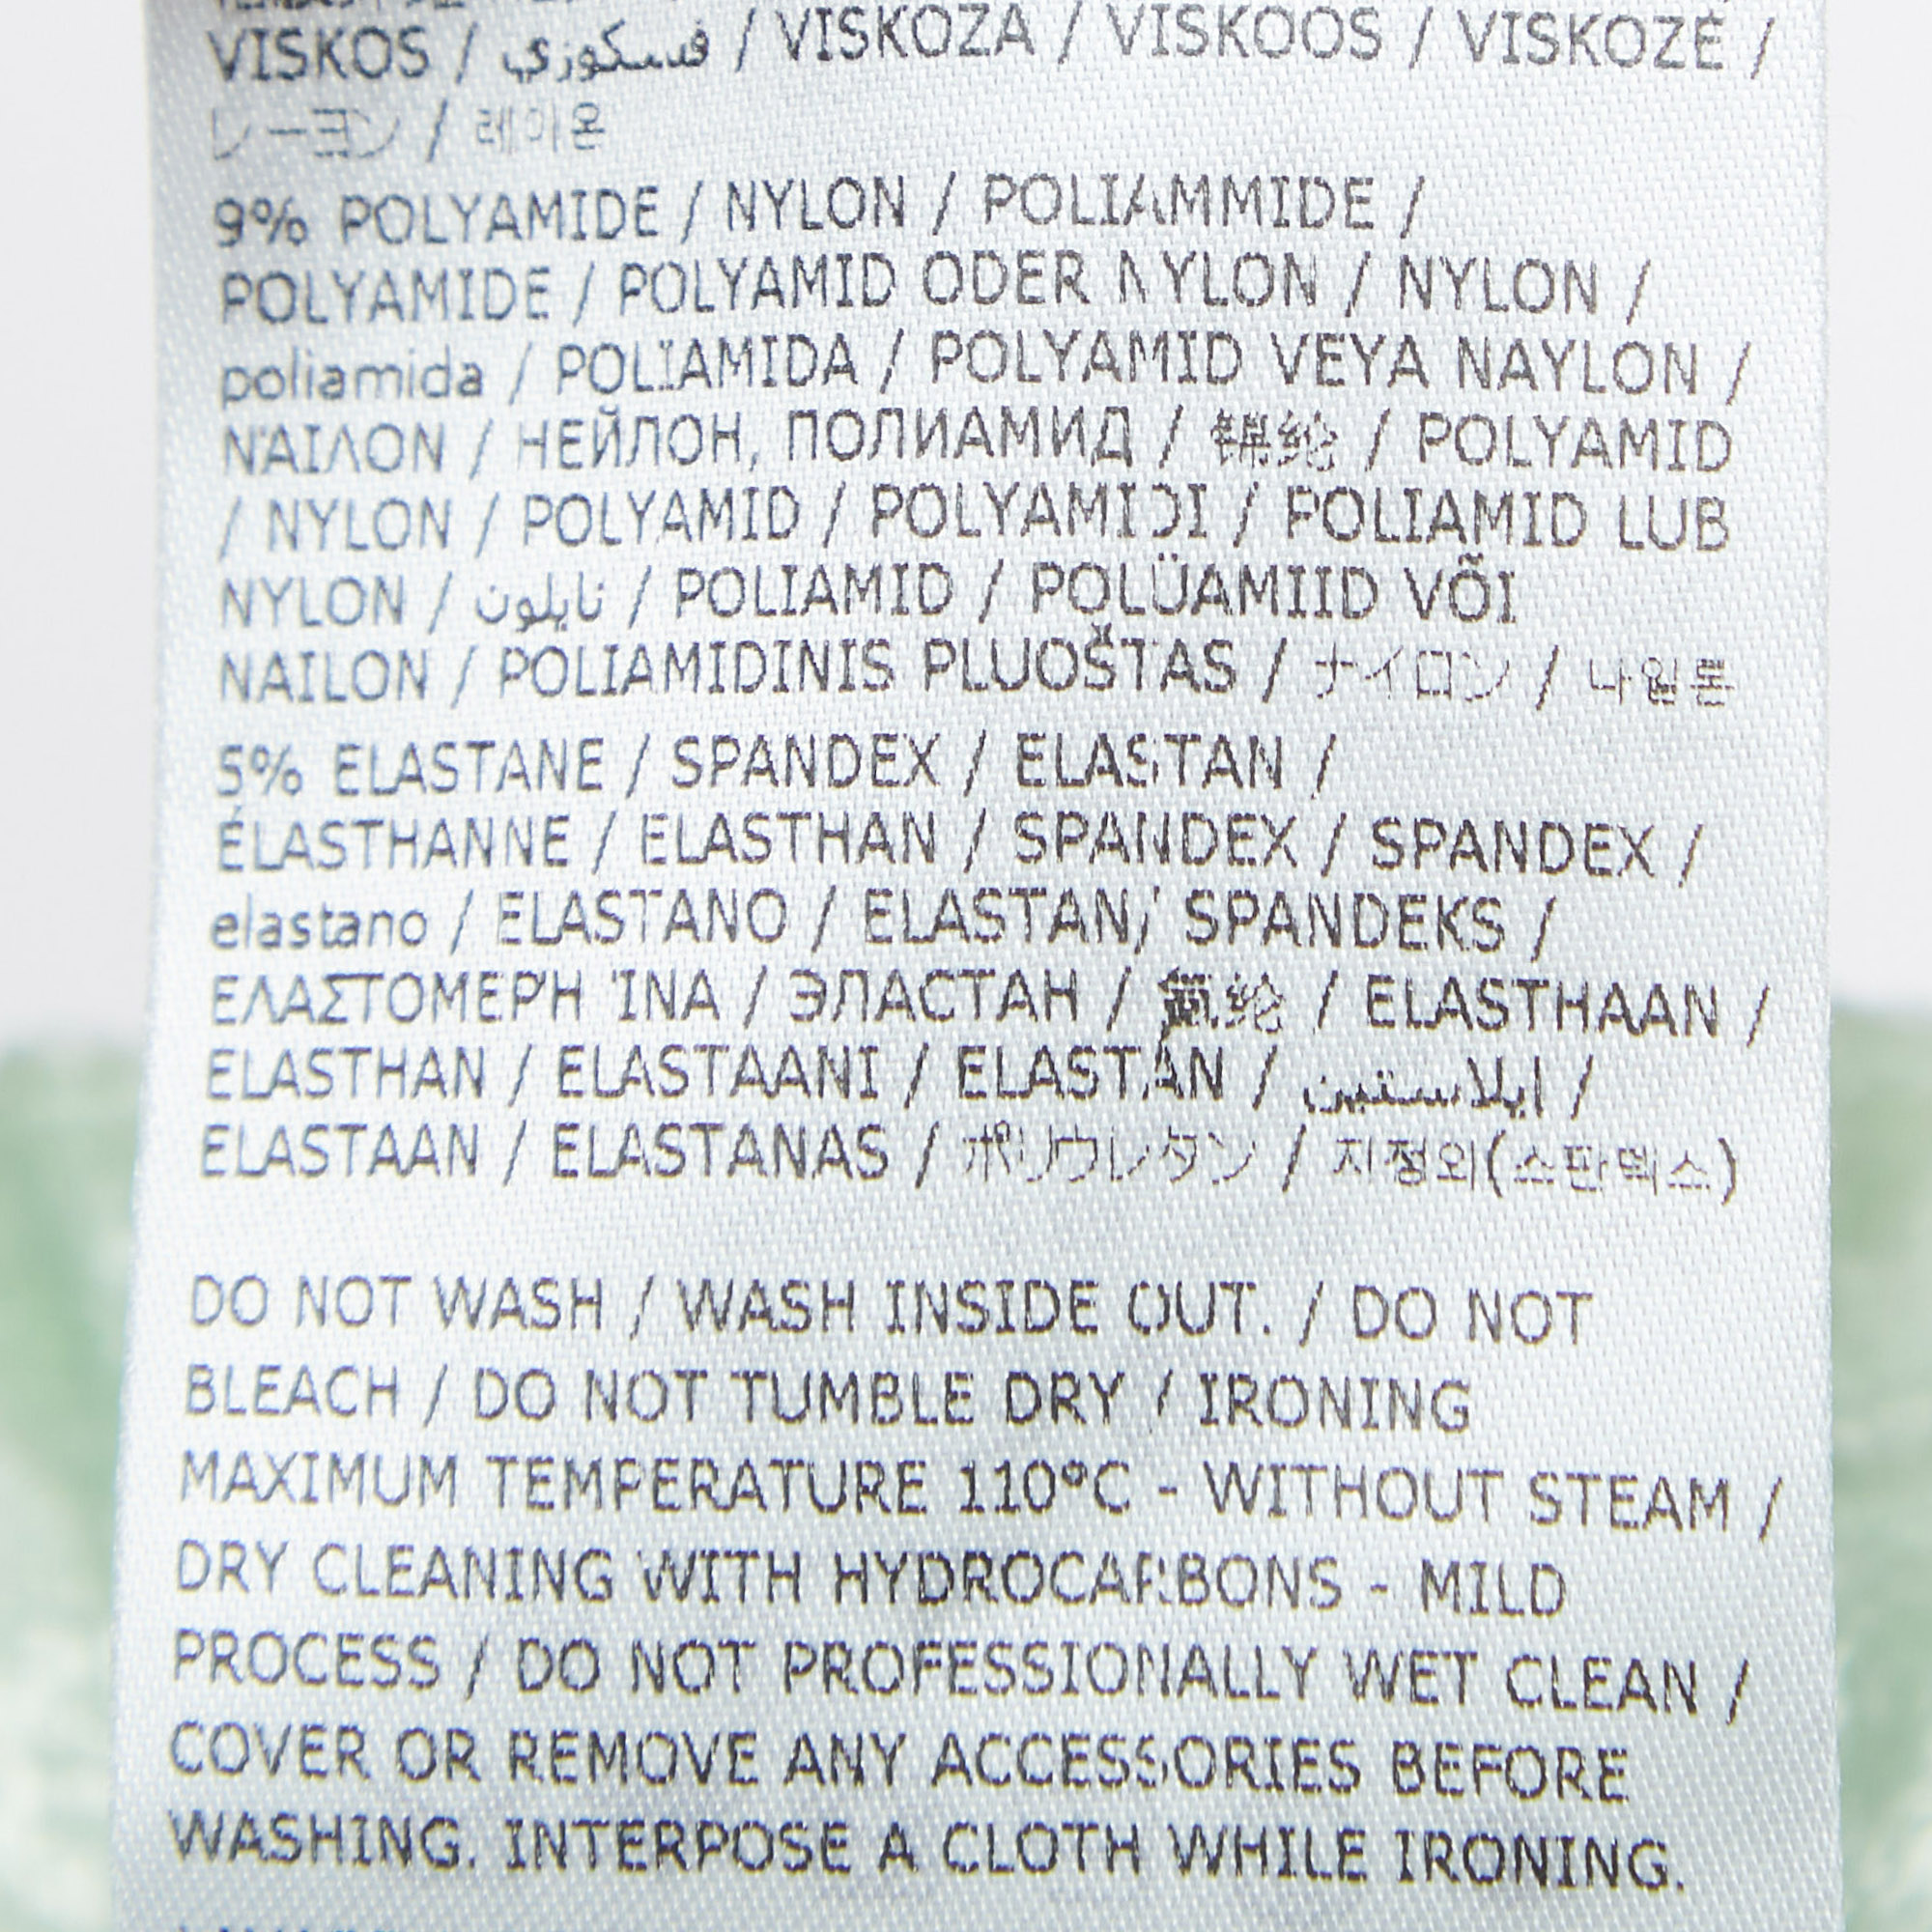 VISKOS / فسكوزي / VISKOZA / VISKOOS / VISKOZĖ /
レーヨン / 레이온
9% POLYAMIDE / NYLON / POLIAMMIDE /
POLYAMIDE / POLYAMID ODER NYLON / NYLON /
poliamida / POLIAMIDA / POLYAMID VEYA NAYLON /
ΝΆΙΛΟΝ / НЕЙЛОН, ПОЛИАМИД / 锦纶 / POLYAMID
/ NYLON / POLYAMID / POLYAMIDI / POLIAMID LUB
NYLON / نايلون / POLIAMID / POLÜAMIID VÕI
NAILON / POLIAMIDINIS PLUOŠTAS / ナイロン / 나일론
5% ELASTANE / SPANDEX / ELASTAN /
ÉLASTHANNE / ELASTHAN / SPANDEX / SPANDEX /
elastano / ELASTANO / ELASTAN/ SPANDEKS /
ΕΛΑΣΤΟΜΕΡΉ ΊΝΑ / ЭЛАСТАН / 氨纶 / ELASTHAAN /
ELASTHAN / ELASTAANI / ELASTAN / ايلاستين /
ELASTAAN / ELASTANAS / ポリウレタン / 지정외(스판덱스)
DO NOT WASH / WASH INSIDE OUT. / DO NOT
BLEACH / DO NOT TUMBLE DRY / IRONING
MAXIMUM TEMPERATURE 110°C - WITHOUT STEAM /
DRY CLEANING WITH HYDROCARBONS - MILD
PROCESS / DO NOT PROFESSIONALLY WET CLEAN /
COVER OR REMOVE ANY ACCESSORIES BEFORE
WASHING. INTERPOSE A CLOTH WHILE IRONING.